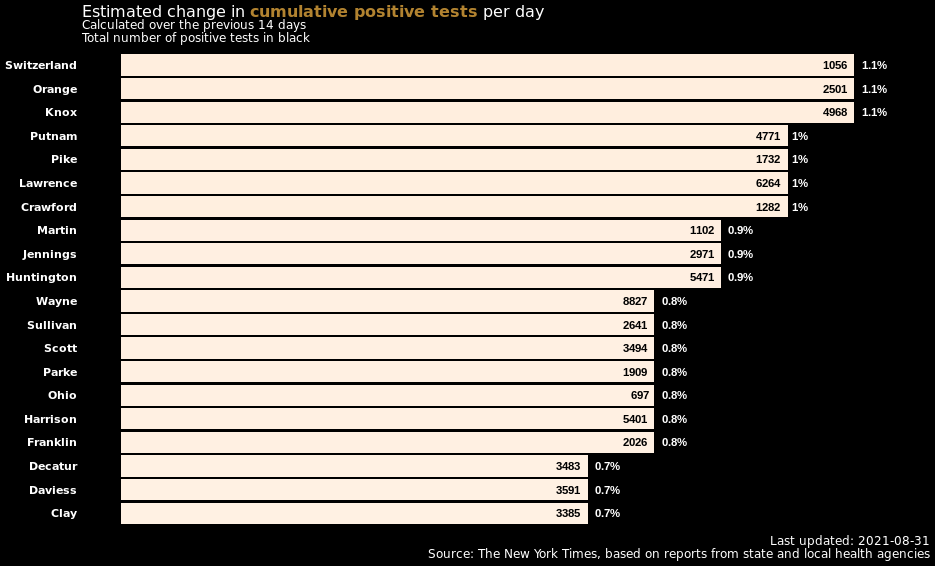 Estimated change in cumulative positive tests per day
Calculated over the previous 14 days
Total number of positive tests in black
Switzerland 1056 1.1%
Orange 2501 1.1%
Knox 4968 1.1%
Putnam 4771 1%
Pike 1732 1%
Lawrence 6264 1%
Crawford 1282 1%
Martin 1102 0.9%
Jennings 2971 0.9%
Huntington 5471 0.9%
Wayne 8827 0.8%
Sullivan 2641 0.8%
Scott 3494 0.8%
Parke 1909 0.8%
Ohio 697 0.8%
Harrison 5401 0.8%
Franklin 2026 0.8%
Decatur 3483 0.7%
Daviess 3591 0.7%
Clay 3385 0.7%
Last updated: 2021-08-31
Source: The New York Times, based on reports from state and local health agencies